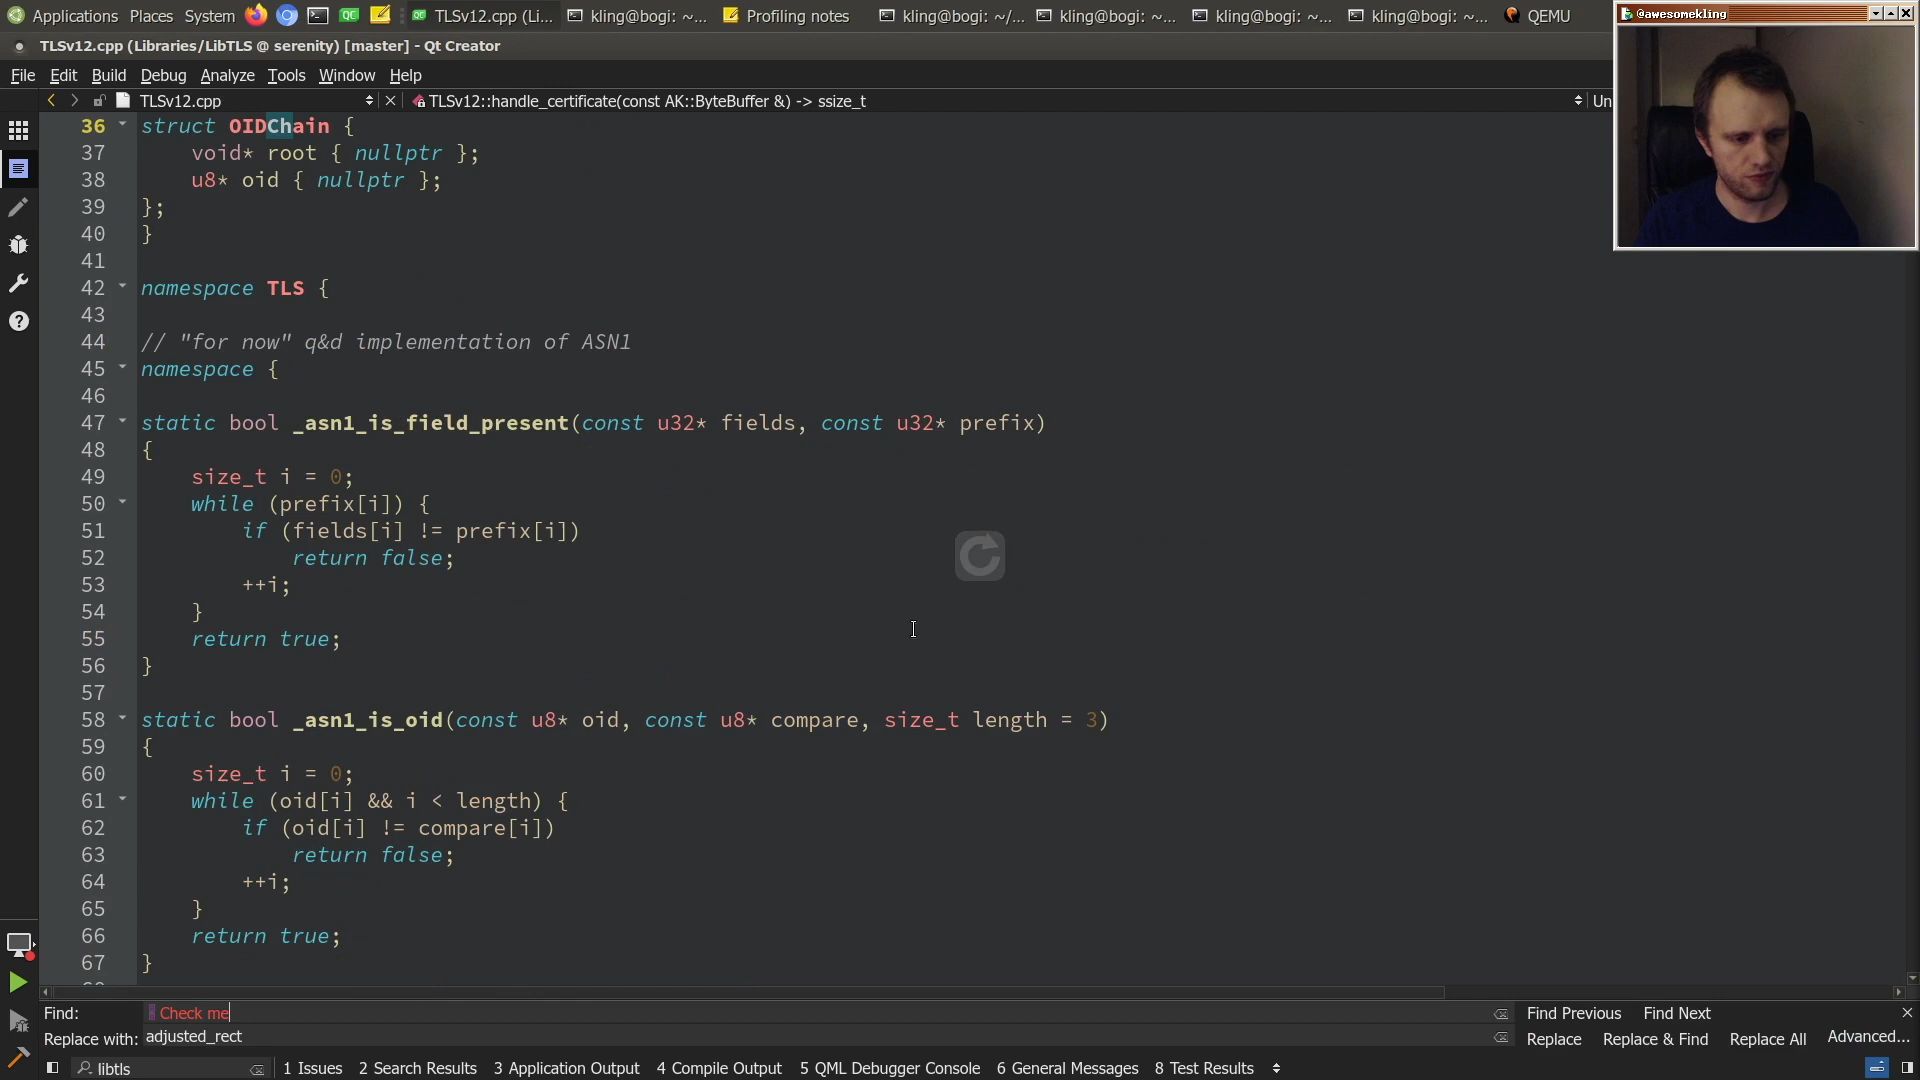 Applications Places System TLSv12.cpp (Li... kling@bogi: ~... Profiling notes kling@bogi: ~/... kling@bogi: ~... kling@bogi: ~... kling@bogi: ~... QEMU
@awesomekling
TLSv12.cpp (Libraries/LibTLS @ serenity) [master] - Qt Creator
File Edit Build Debug Analyze Tools Window Help
TLSv12.cpp TLSv12::handle_certificate(const AK::ByteBuffer &) -> ssize_t Un
36 struct OIDChain {
37 void* root { nullptr };
38 u8* oid { nullptr };
39 };
40 }
41
42 namespace TLS {
43
44 // "for now" q&d implementation of ASN1
45 namespace {
46
47 static bool _asn1_is_field_present(const u32* fields, const u32* prefix)
48 {
49 size_t i = 0;
50 while (prefix[i]) {
51 if (fields[i] != prefix[i])
52 return false;
53 ++i;
54 }
55 return true;
56 }
57
58 static bool _asn1_is_oid(const u8* oid, const u8* compare, size_t length = 3)
59 {
60 size_t i = 0;
61 while (oid[i] && i < length) {
62 if (oid[i] != compare[i])
63 return false;
64 ++i;
65 }
66 return true;
67 }
Find: Check me Find Previous Find Next
Replace with: adjusted_rect Replace Replace & Find Replace All Advanced...
libtls 1 Issues 2 Search Results 3 Application Output 4 Compile Output 5 QML Debugger Console 6 General Messages 8 Test Results